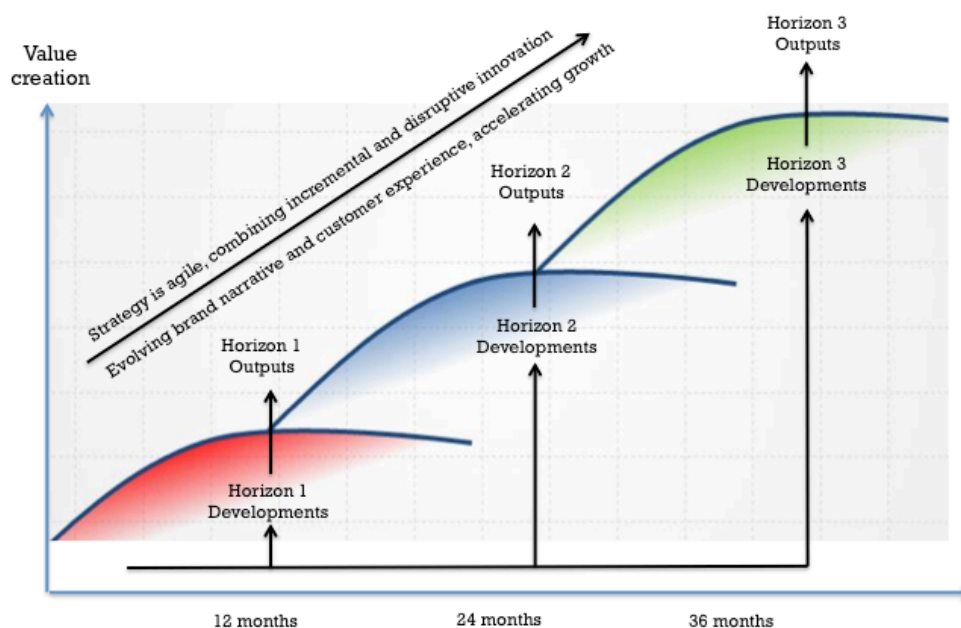 Value
creation
Strategy is agile, combining incremental and disruptive innovation
Evolving brand narrative and customer experience, accelerating growth
Horizon 3
Outputs
Horizon 2
Outputs
Horizon 3
Developments
Horizon 1
Outputs
Horizon 2
Developments
Horizon 1
Developments
12 months
24 months
36 months